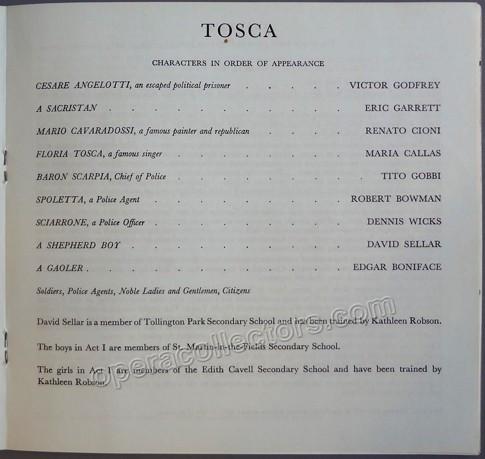 TOSCA
CHARACTERS IN ORDER OF APPEARANCE
CESARE ANGELOTTI, an escaped political prisoner . . . . . VICTOR GODFREY
A SACRISTAN . . . . . . . . . . ERIC GARRETT
MARIO CAVARADOSSI, a famous painter and republican . . . . RENATO CIONI
FLORIA TOSCA, a famous singer . . . . . . . MARIA CALLAS
BARON SCARPIA, Chief of Police . . . . . . . TITO GOBBI
SPOLETTA, a Police Agent . . . . . . . ROBERT BOWMAN
SCIARRONE, a Police Officer . . . . . . . DENNIS WICKS
A SHEPHERD BOY . . . . . . . . . DAVID SELLAR
A GAOLER . . . . . . . . . . EDGAR BONIFACE
Soldiers, Police Agents, Noble Ladies and Gentlemen, Citizens
David Sellar is a member of Tollington Park Secondary School and has been trained by Kathleen Robson.
The boys in Act I are members of St. Martin-in-the-Fields Secondary School.
The girls in Act I are members of the Edith Cavell Secondary School and have been trained by
Kathleen Robson.
operacollectors.com